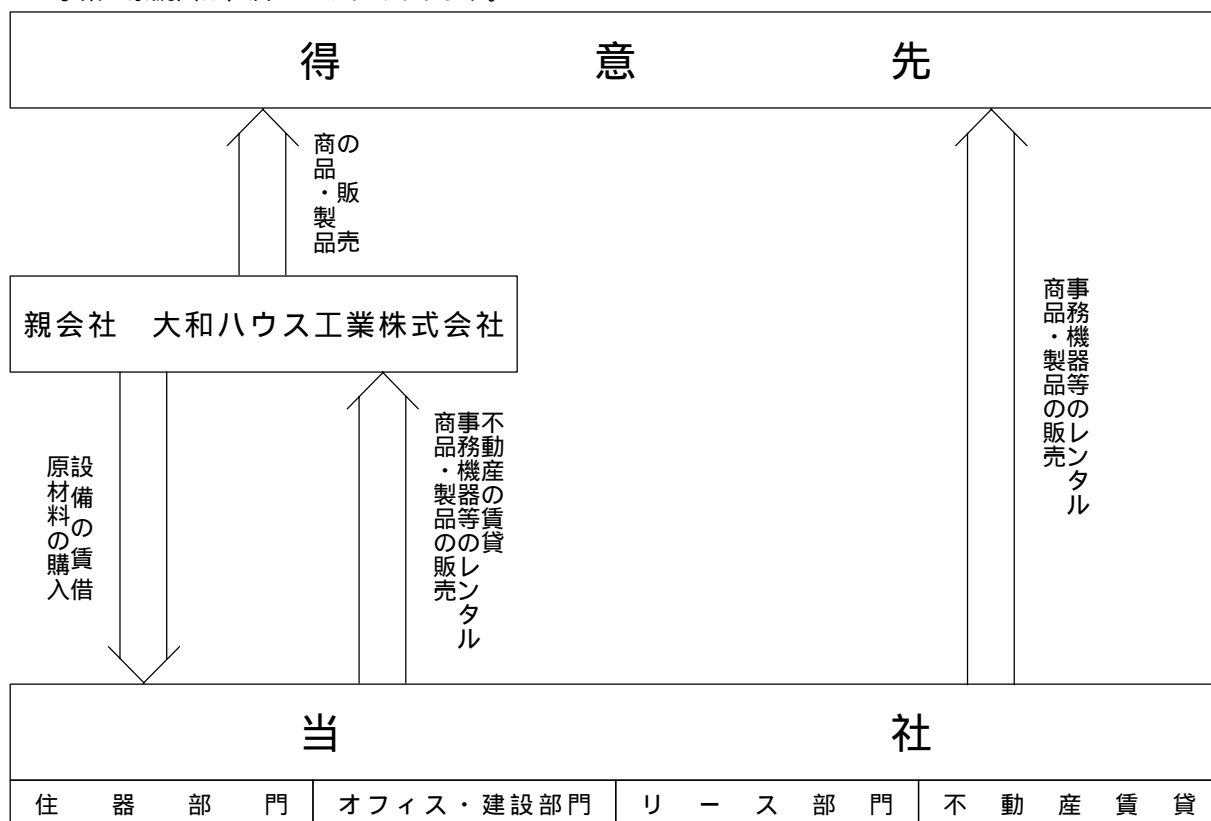 得意先
商品・製品
の販売
親会社　大和ハウス工業株式会社
設備の賃借
原材料の購入
不動産の賃貸
事務機器等のレンタル
商品・製品の販売
事務機器等のレンタル
商品・製品の販売
当社
住器部門
オフィス・建設部門
リース部門
不動産賃貸